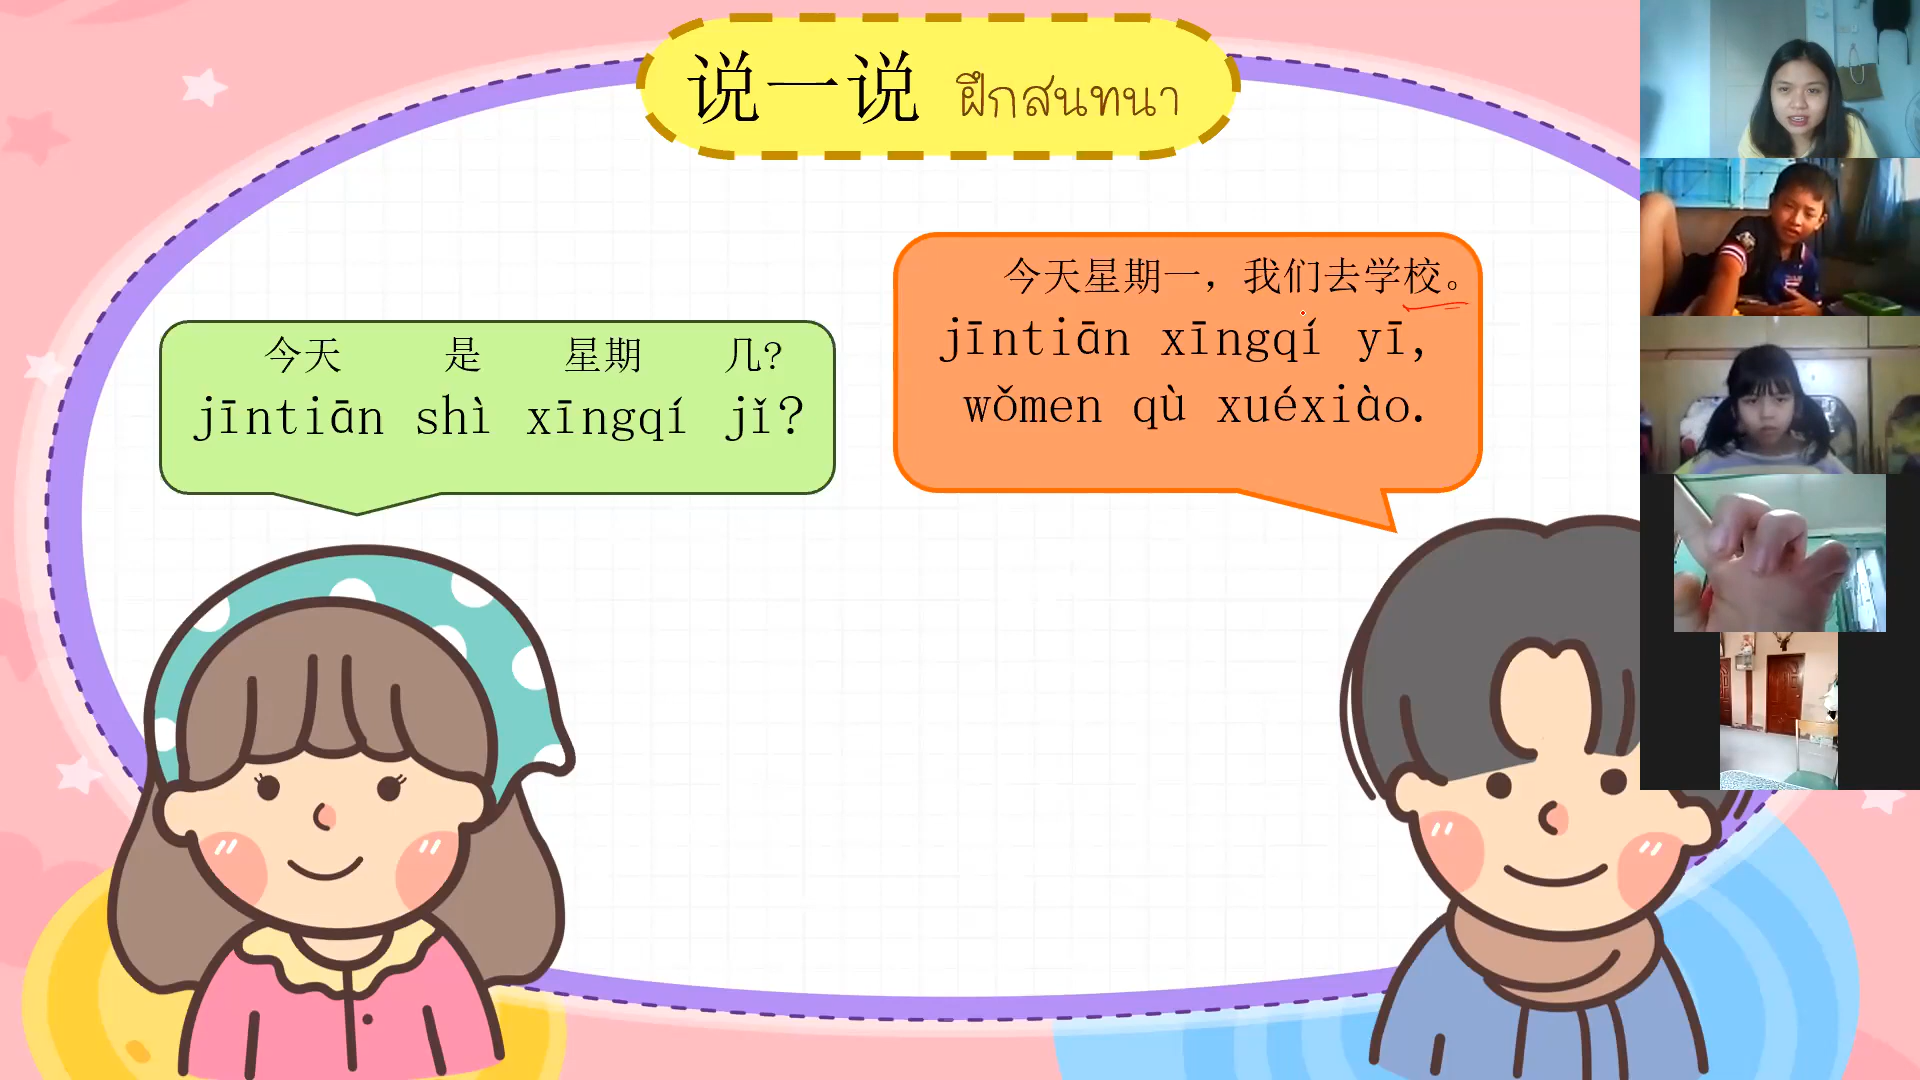 说一说 ฝึกสนทนา
今天 是 星期 几?
jīntiān shì xīngqí jǐ?
今天星期一，我们去学校。
jīntiān xīngqí yī,
wǒmen qù xuéxiào.